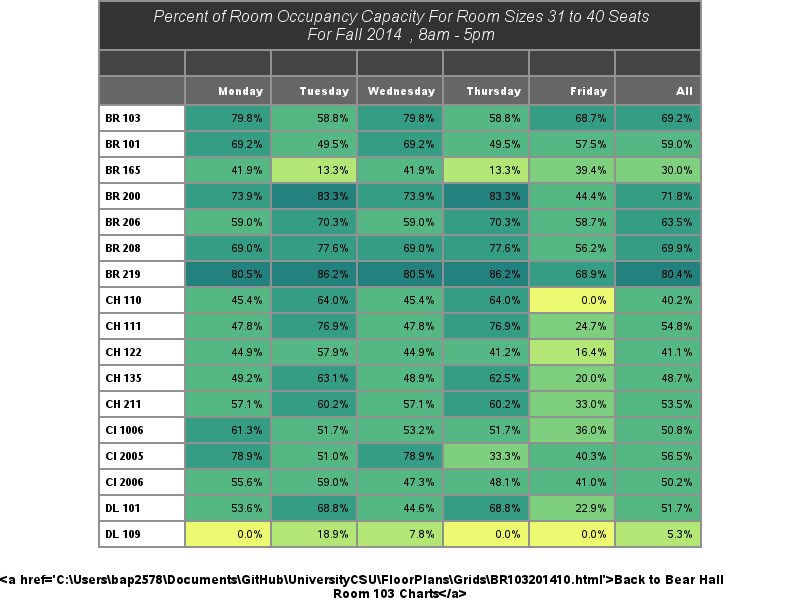 Percent of Room Occupancy Capacity For Room Sizes 31 to 40 Seats
For Fall 2014 , 8am - 5pm
Monday Tuesday Wednesday Thursday Friday All
BR 103 79.8% 58.8% 79.8% 58.8% 68.7% 69.2%
BR 101 69.2% 49.5% 69.2% 49.5% 57.5% 59.0%
BR 165 41.9% 13.3% 41.9% 13.3% 39.4% 30.0%
BR 200 73.9% 83.3% 73.9% 83.3% 44.4% 71.8%
BR 206 59.0% 70.3% 59.0% 70.3% 58.7% 63.5%
BR 208 69.0% 77.6% 69.0% 77.6% 56.2% 69.9%
BR 219 80.5% 86.2% 80.5% 86.2% 68.9% 80.4%
CH 110 45.4% 64.0% 45.4% 64.0% 0.0% 40.2%
CH 111 47.8% 76.9% 47.8% 76.9% 24.7% 54.8%
CH 122 44.9% 57.9% 44.9% 41.2% 16.4% 41.1%
CH 135 49.2% 63.1% 48.9% 62.5% 20.0% 48.7%
CH 211 57.1% 60.2% 57.1% 60.2% 33.0% 53.5%
CI 1006 61.3% 51.7% 53.2% 51.7% 36.0% 50.8%
CI 2005 78.9% 51.0% 78.9% 33.3% 40.3% 56.5%
CI 2006 55.6% 59.0% 47.3% 48.1% 41.0% 50.2%
DL 101 53.6% 68.8% 44.6% 68.8% 22.9% 51.7%
DL 109 0.0% 18.9% 7.8% 0.0% 0.0% 5.3%
<a href='C:\Users\bap2578\Documents\GitHub\UniversityCSU\FloorPlans\Grids\BR103201410.html'>Back to Bear Hall
Room 103 Charts</a>